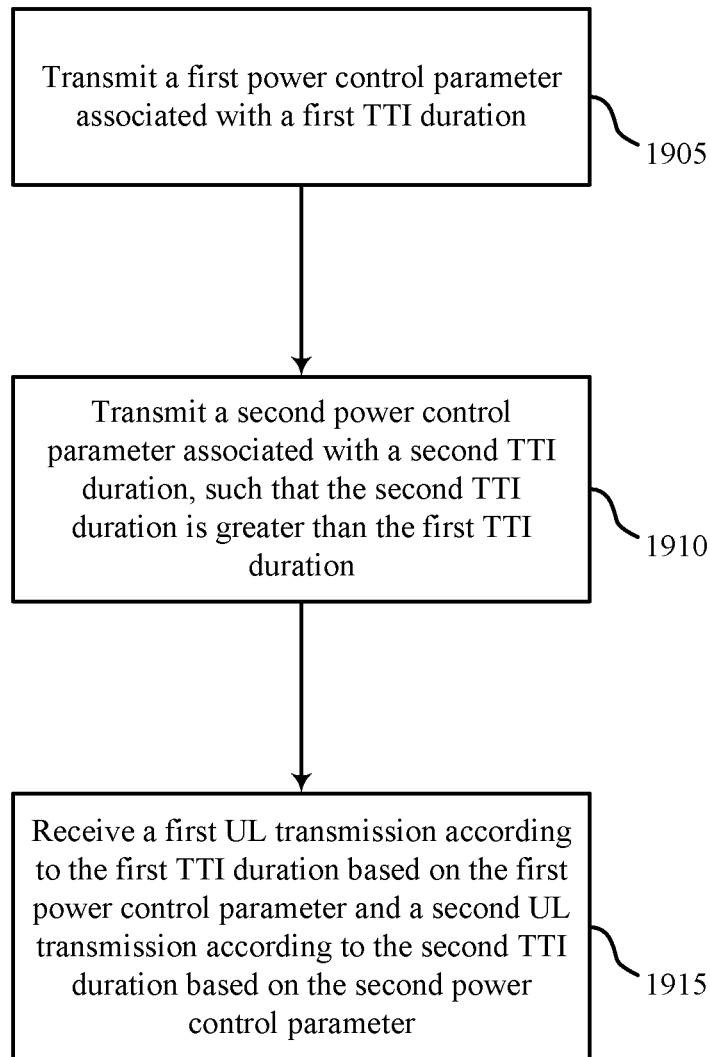 Transmit a first power control parameter
associated with a first TTI duration
1905
Transmit a second power control
parameter associated with a second TTI
duration, such that the second TTI
duration is greater than the first TTI
duration
1910
Receive a first UL transmission according
to the first TTI duration based on the first
power control parameter and a second UL
transmission according to the second TTI
duration based on the second power
control parameter
1915